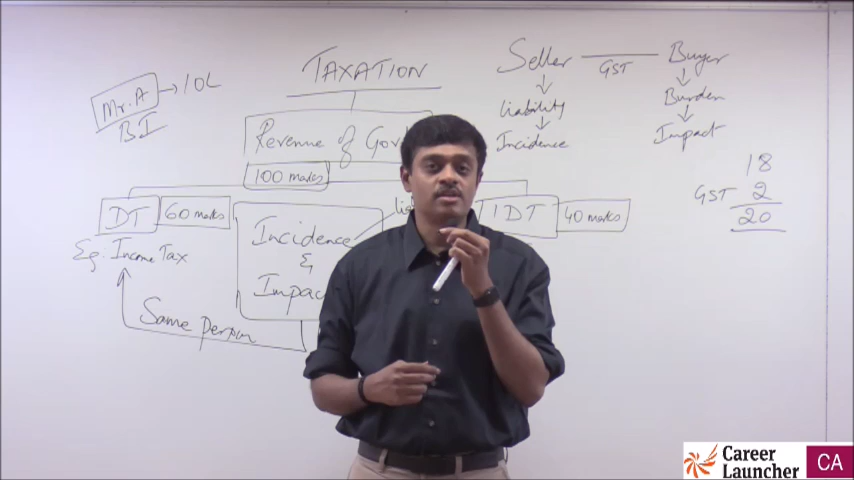 TAXATION
Revenue of Gov
100 marks
DT 60 marks
IDT 40 marks
Eg: Income Tax
Incidence
&
Impac
Same person
Mr. A → 10L
BI
Seller GST Buyer
Liability Burden
Incidence Impact
18
GST 2
20
Career
Launcher CA